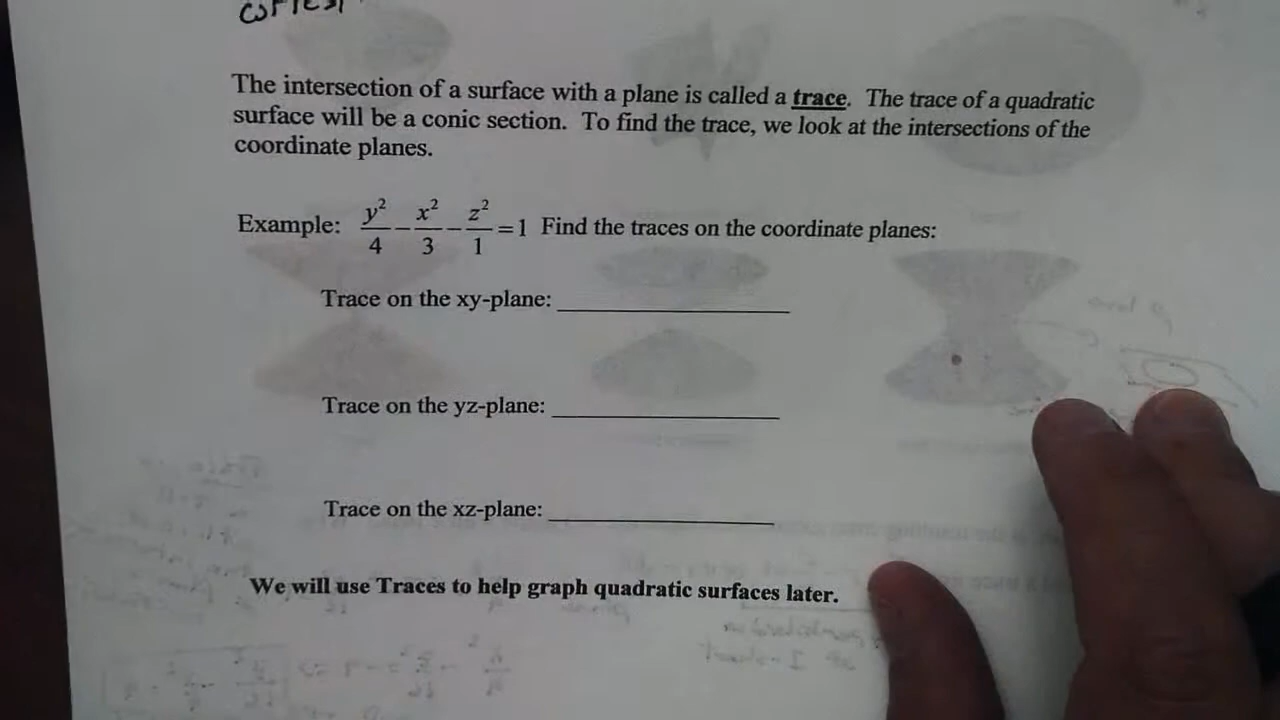 The intersection of a surface with a plane is called a trace. The trace of a quadratic
surface will be a conic section. To find the trace, we look at the intersections of the
coordinate planes.
Example: y²/4 − x²/3 − z²/1 = 1 Find the traces on the coordinate planes:
Trace on the xy-plane: ____________________
Trace on the yz-plane: ____________________
Trace on the xz-plane: ____________________
We will use Traces to help graph quadratic surfaces later.